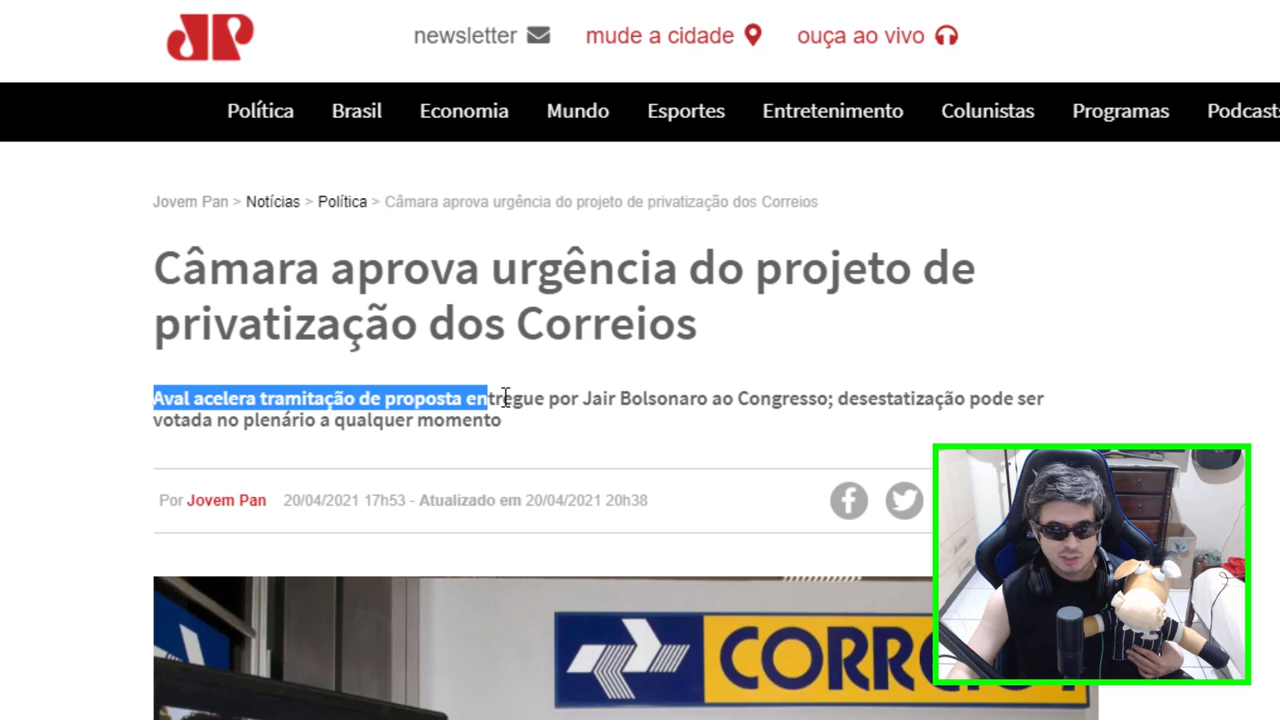 JP
newsletter
mude a cidade
ouça ao vivo
Política Brasil Economia Mundo Esportes Entretenimento Colunistas Programas Podcasts
Jovem Pan > Notícias > Política > Câmara aprova urgência do projeto de privatização dos Correios
Câmara aprova urgência do projeto de
privatização dos Correios
Aval acelera tramitação de proposta entregue por Jair Bolsonaro ao Congresso; desestatização pode ser
votada no plenário a qualquer momento
Por Jovem Pan 20/04/2021 17h53 - Atualizado em 20/04/2021 20h38
CORRE